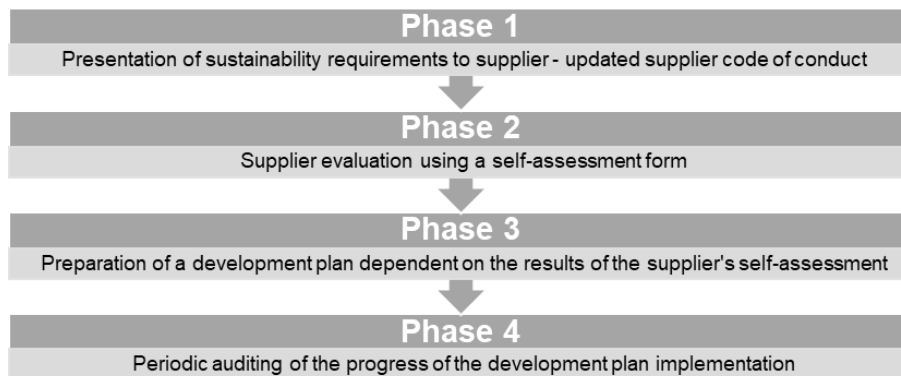 Phase 1
Presentation of sustainability requirements to supplier - updated supplier code of conduct
Phase 2
Supplier evaluation using a self-assessment form
Phase 3
Preparation of a development plan dependent on the results of the supplier's self-assessment
Phase 4
Periodic auditing of the progress of the development plan implementation